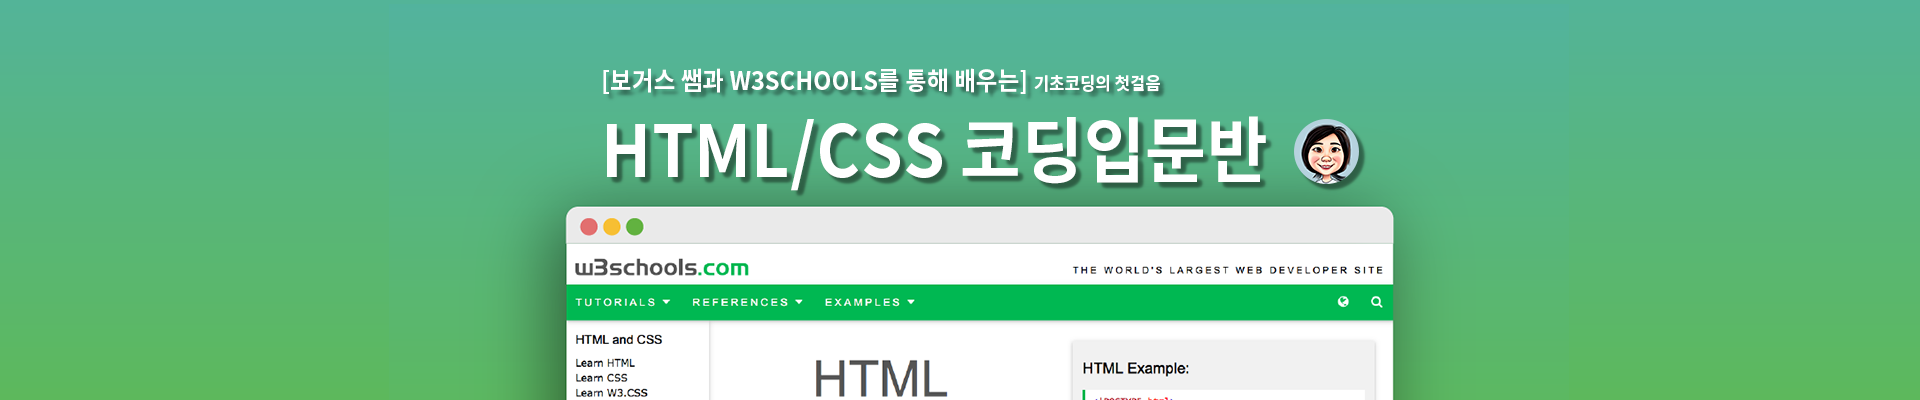 [보거스 쌤과 W3SCHOOLS를 통해 배우는] 기초코딩의 첫걸음
HTML/CSS 코딩입문반
w3schools.com
THE WORLD'S LARGEST WEB DEVELOPER SITE
TUTORIALS REFERENCES EXAMPLES
HTML and CSS
Learn HTML
Learn CSS
Learn W3.CSS
HTML
HTML Example: